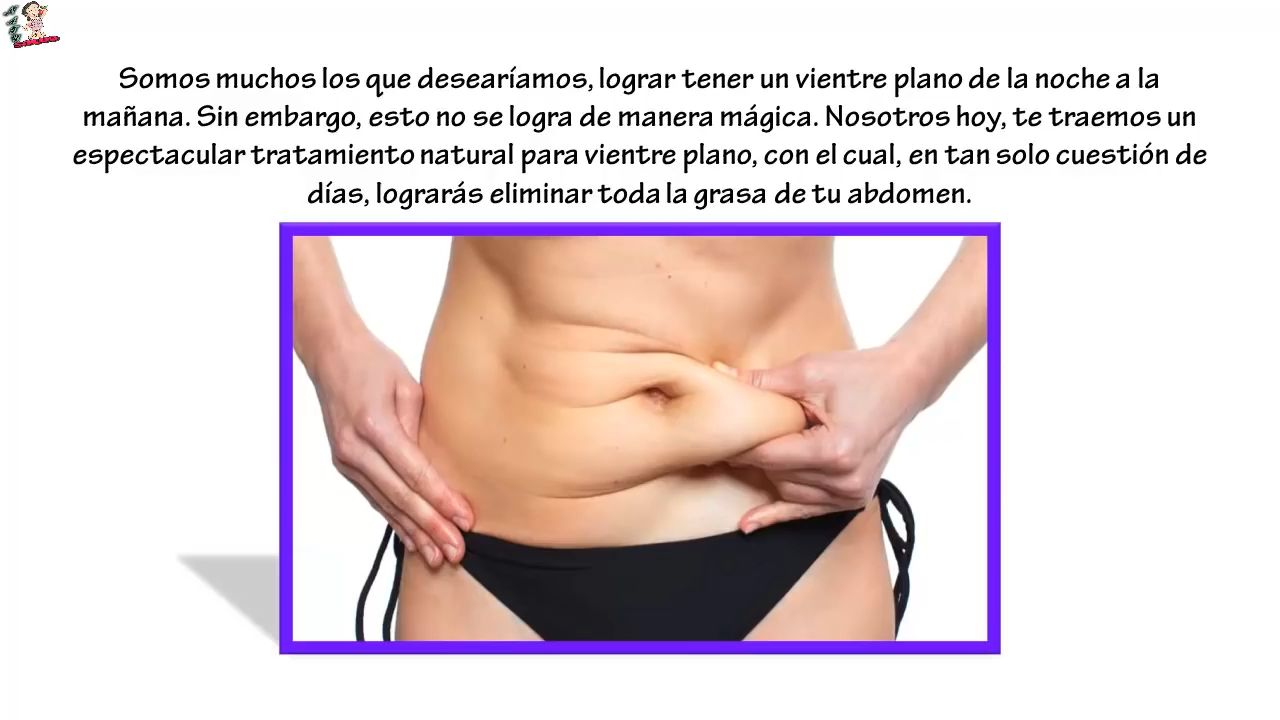 Somos muchos los que desearíamos, lograr tener un vientre plano de la noche a la
mañana. Sin embargo, esto no se logra de manera mágica. Nosotros hoy, te traemos un
espectacular tratamiento natural para vientre plano, con el cual, en tan solo cuestión de
días, lograrás eliminar toda la grasa de tu abdomen.